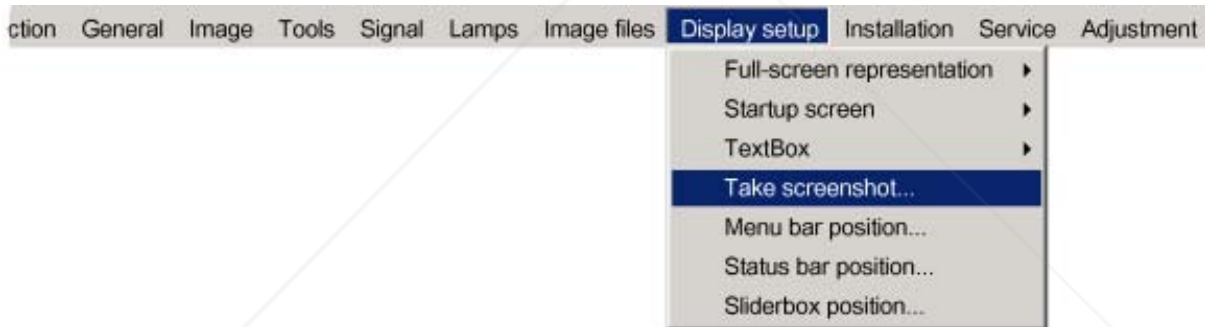 ction General Image Tools Signal Lamps Image files Display setup Installation Service Adjustment
Full-screen representation
Startup screen
TextBox
Take screenshot...
Menu bar position...
Status bar position...
Sliderbox position...